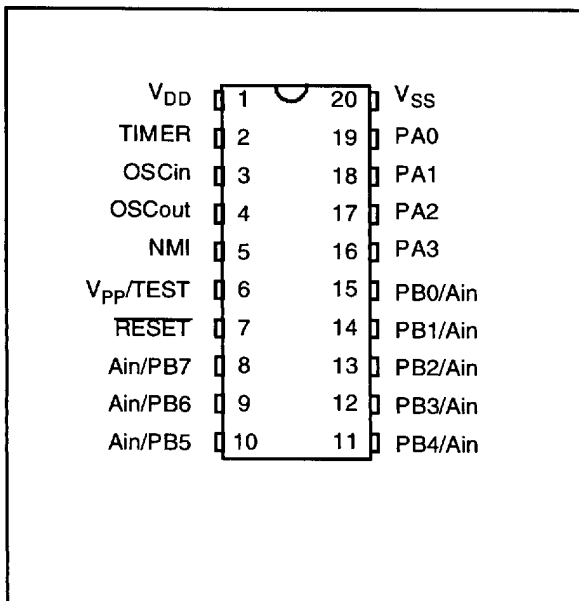 VDD 1 20 VSS
TIMER 2 19 PA0
OSCin 3 18 PA1
OSCout 4 17 PA2
NMI 5 16 PA3
VPP/TEST 6 15 PB0/Ain
RESET 7 14 PB1/Ain
Ain/PB7 8 13 PB2/Ain
Ain/PB6 9 12 PB3/Ain
Ain/PB5 10 11 PB4/Ain